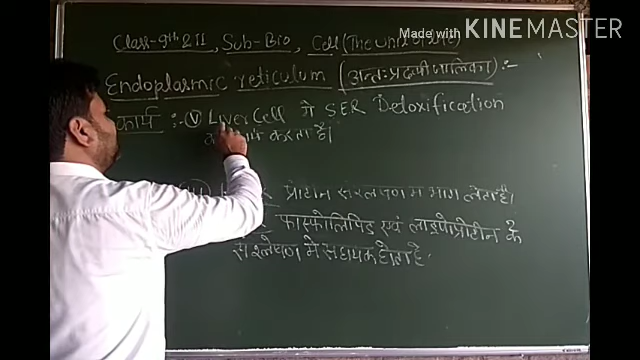 Made with KINEMASTER
Class-9th & 11, Sub-Bio, Cell (The Unit of Life)
Endoplasmic reticulum (अन्तःप्रद्रव्यी जालिका) :-
कार्य :- (v) Liver Cell मे SER Detoxification
करता है।
प्रोटीन संश्लेषण मे भाग लेता है।
फास्फोलिपिड एवं लाइपोप्रोटीन के
संश्लेषण मे सहायक होता है.